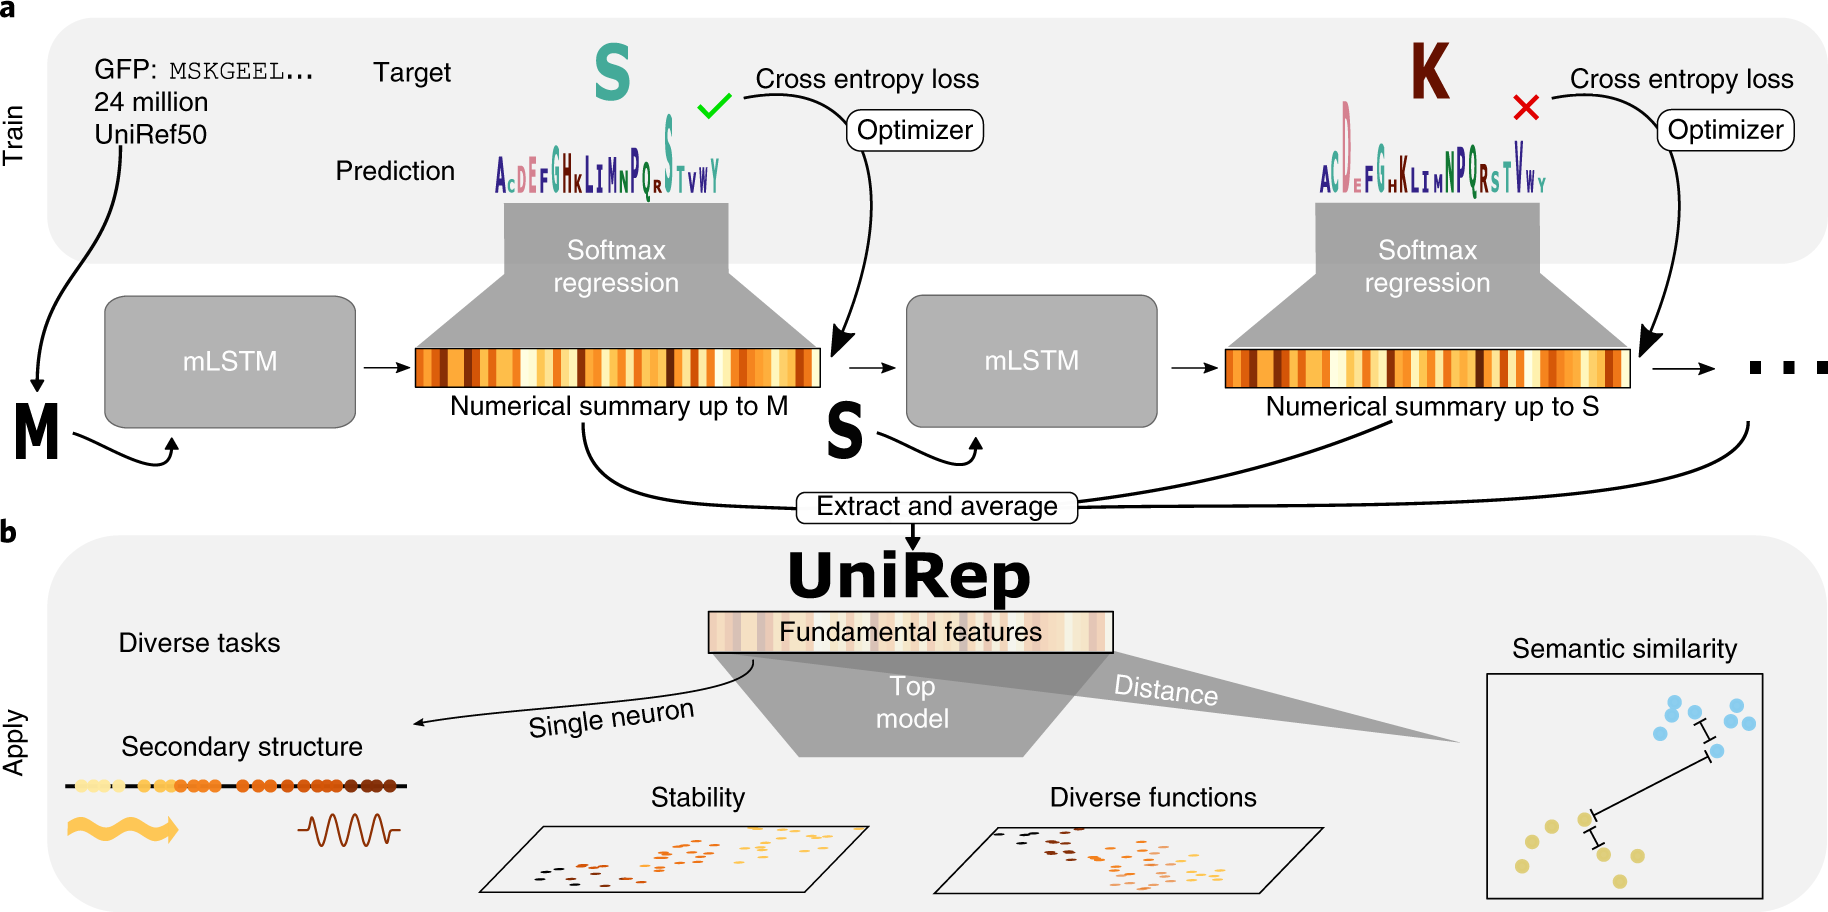 a
Train
GFP: MSKGEEL...
24 million
UniRef50
Target
S
Cross entropy loss
Optimizer
K
Cross entropy loss
Optimizer
Prediction
ACDEFGHKLIMNPQRSTVWY
ACDEFGHKLIMNPQRSTVWY
Softmax
regression
Softmax
regression
mLSTM
mLSTM
M
Numerical summary up to M
S
Numerical summary up to S
...
Extract and average
b
Apply
UniRep
Fundamental features
Diverse tasks
Single neuron
Top
model
Distance
Semantic similarity
Secondary structure
Stability
Diverse functions